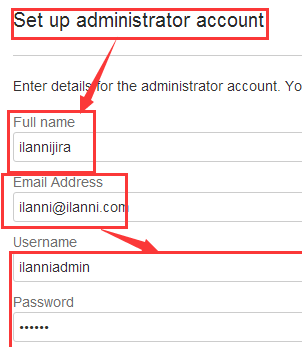 Set up administrator account
Enter details for the administrator account. Yo
Full name
ilannijira
Email Address
ilanni@ilanni.com
Username
ilanniadmin
Password
••••••